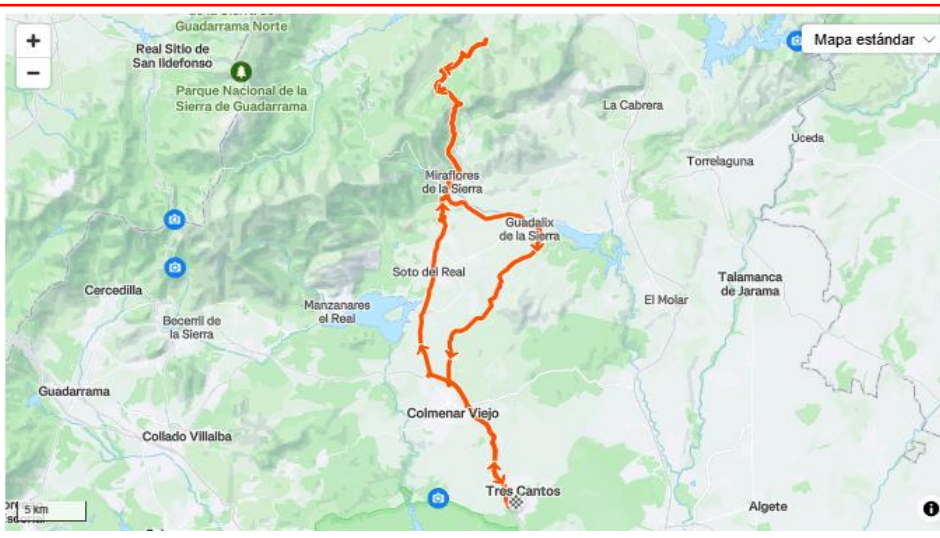 +
−
Guadarrama Norte
Real Sitio de
San Ildefonso
Mapa estándar
Parque Nacional de la
Sierra de Guadarrama
La Cabrera
Uceda
Torrelaguna
Miraflores
de la Sierra
Guadalix
de la Sierra
Soto del Real
Talamanca
de Jarama
Cercedilla
Manzanares
el Real
El Molar
Becerril de
la Sierra
Guadarrama
Colmenar Viejo
Collado Villalba
Tres Cantos
Algete
5 km
i